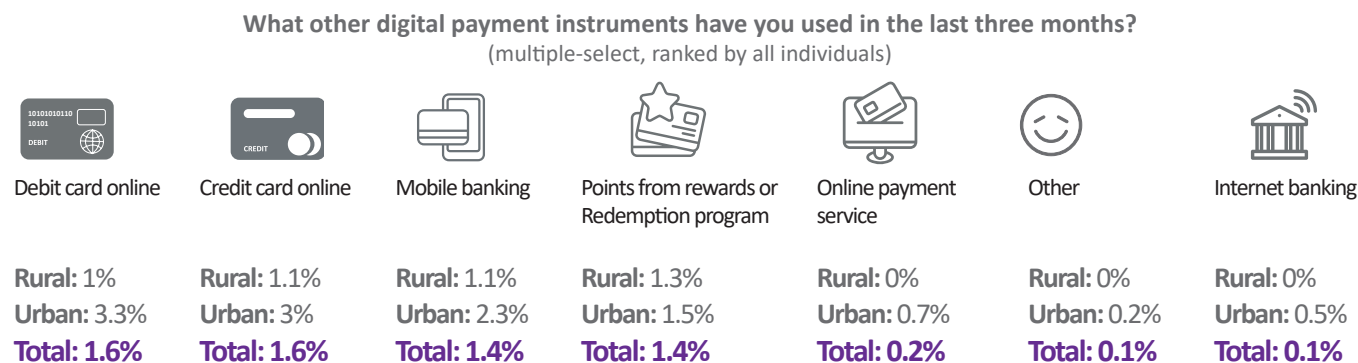 What other digital payment instruments have you used in the last three months?
(multiple-select, ranked by all individuals)
10101010110
10101
DEBIT
CREDIT
Debit card online
Credit card online
Mobile banking
Points from rewards or
Redemption program
Online payment
service
Other
Internet banking
Rural: 1%
Urban: 3.3%
Total: 1.6%
Rural: 1.1%
Urban: 3%
Total: 1.6%
Rural: 1.1%
Urban: 2.3%
Total: 1.4%
Rural: 1.3%
Urban: 1.5%
Total: 1.4%
Rural: 0%
Urban: 0.7%
Total: 0.2%
Rural: 0%
Urban: 0.2%
Total: 0.1%
Rural: 0%
Urban: 0.5%
Total: 0.1%